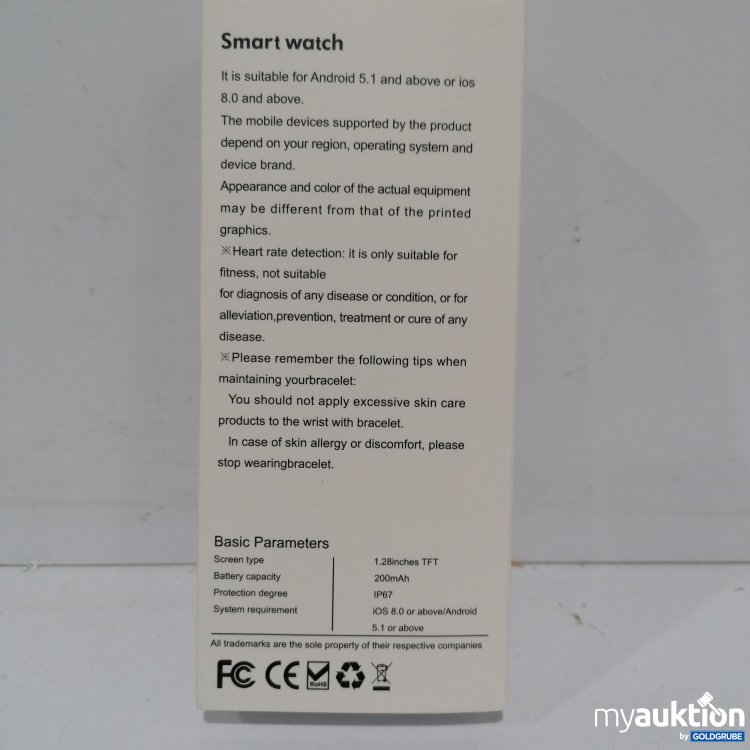 Smart watch
It is suitable for Android 5.1 and above or ios
8.0 and above.
The mobile devices supported by the product
depend on your region, operating system and
device brand.
Appearance and color of the actual equipment
may be different from that of the printed
graphics.
※Heart rate detection: it is only suitable for
fitness, not suitable
for diagnosis of any disease or condition, or for
alleviation,prevention, treatment or cure of any
disease.
※Please remember the following tips when
maintaining yourbracelet:
You should not apply excessive skin care
products to the wrist with bracelet.
In case of skin allergy or discomfort, please
stop wearingbracelet.
Basic Parameters
Screen type 1.28inches TFT
Battery capacity 200mAh
Protection degree IP67
System requirement iOS 8.0 or above/Android
5.1 or above
All trademarks are the sole property of their respective companies
FC CE RoHS
myauktion
by GOLDGRUBE